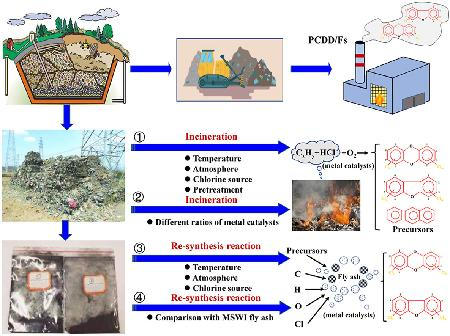 PCDD/Fs
① Incineration
Temperature
Atmosphere
Chlorine source
Pretreatment
+HCl +O₂
(metal catalysts)
② Incineration
Different ratios of metal catalysts
Precursors
③ Re-synthesis reaction
Temperature
Atmosphere
Chlorine source
④ Re-synthesis reaction
Comparison with MSWI fly ash
Precursors
C
H
O
Cl
Fly ash
(metal catalysts)